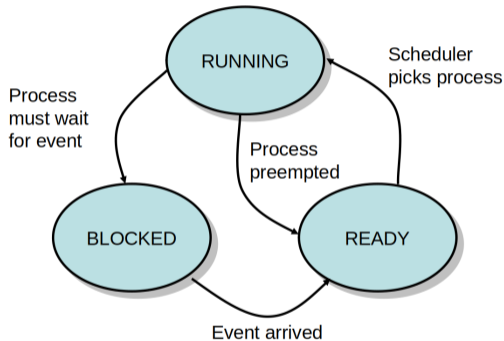 RUNNING
Scheduler
picks process
Process
must wait
for event
Process
preempted
BLOCKED
READY
Event arrived